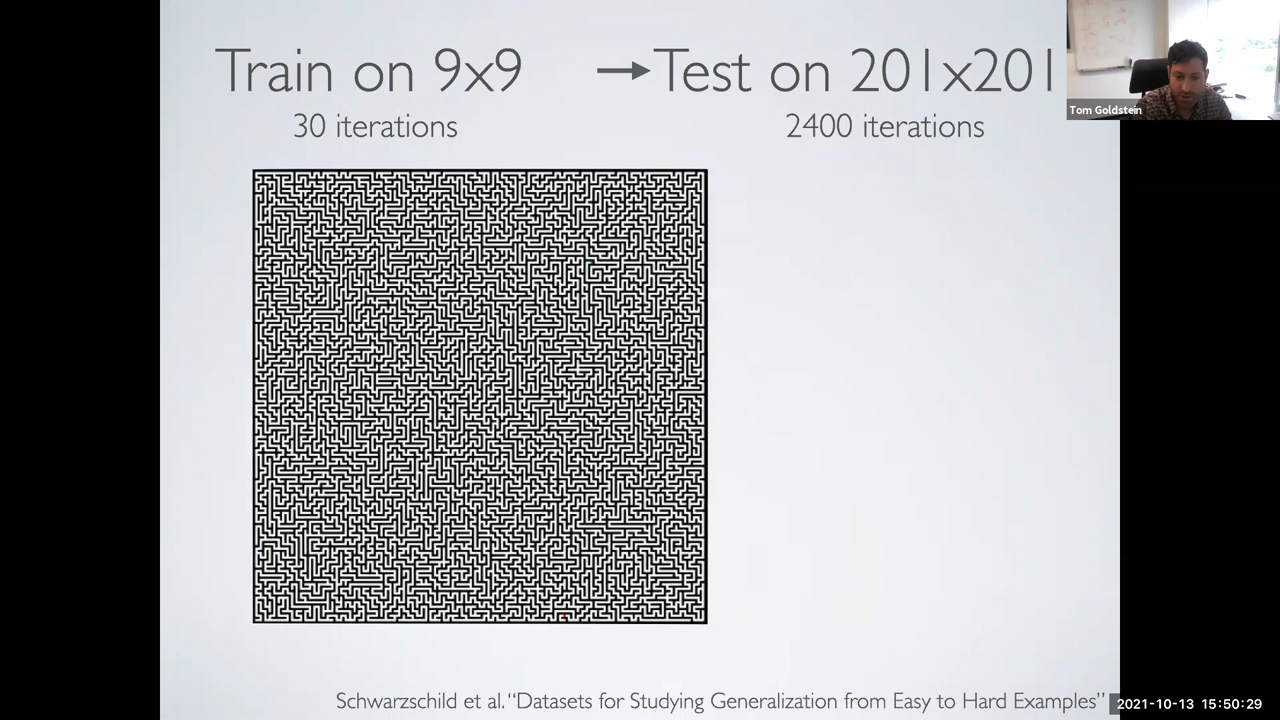 Train on 9x9 → Test on 201x201
30 iterations 2400 iterations
Tom Goldstein
Schwarzschild et al. “Datasets for Studying Generalization from Easy to Hard Examples”
2021-10-13 15:50:29